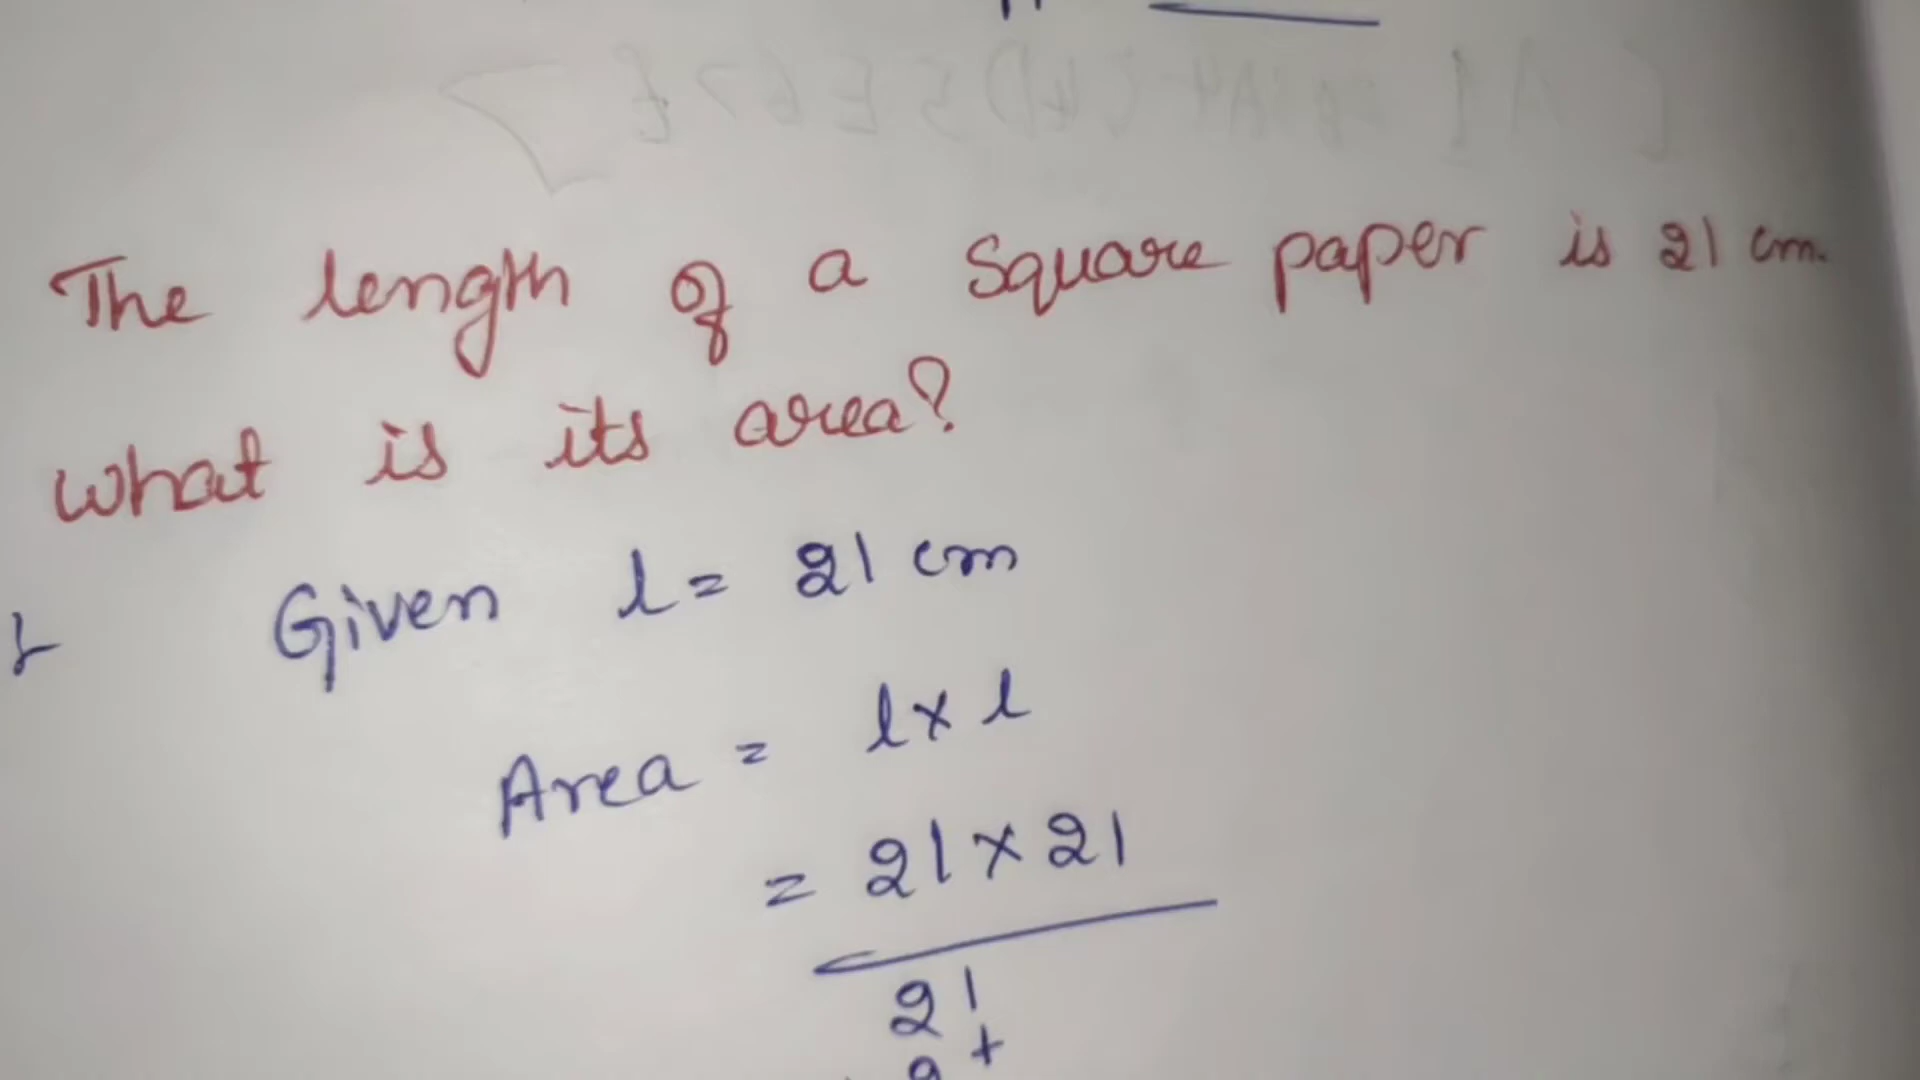 The length of a square paper is 21 cm.
What is its area?
Given l = 21 cm
Area = l x l
= 21 x 21
21
+